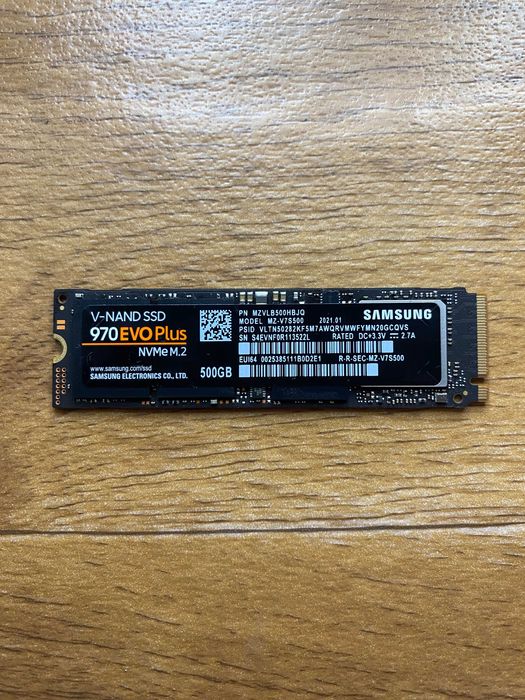 V-NAND SSD
970 EVO Plus
NVMe M.2
www.samsung.com/ssd
SAMSUNG ELECTRONICS CO., LTD.
500GB
PN MZVLB500HBJQ
MODEL MZ-V7S500 2021.01
PSID VLTN50282KF5M7AWQRVMWFYMN20GCQVS
SN S4EVNF0R113522L RATED DC+3.3V ⎓ 2.7A
EUI64 0025385111B0D2E1 R-R-SEC-MZ-V7S500
SAMSUNG